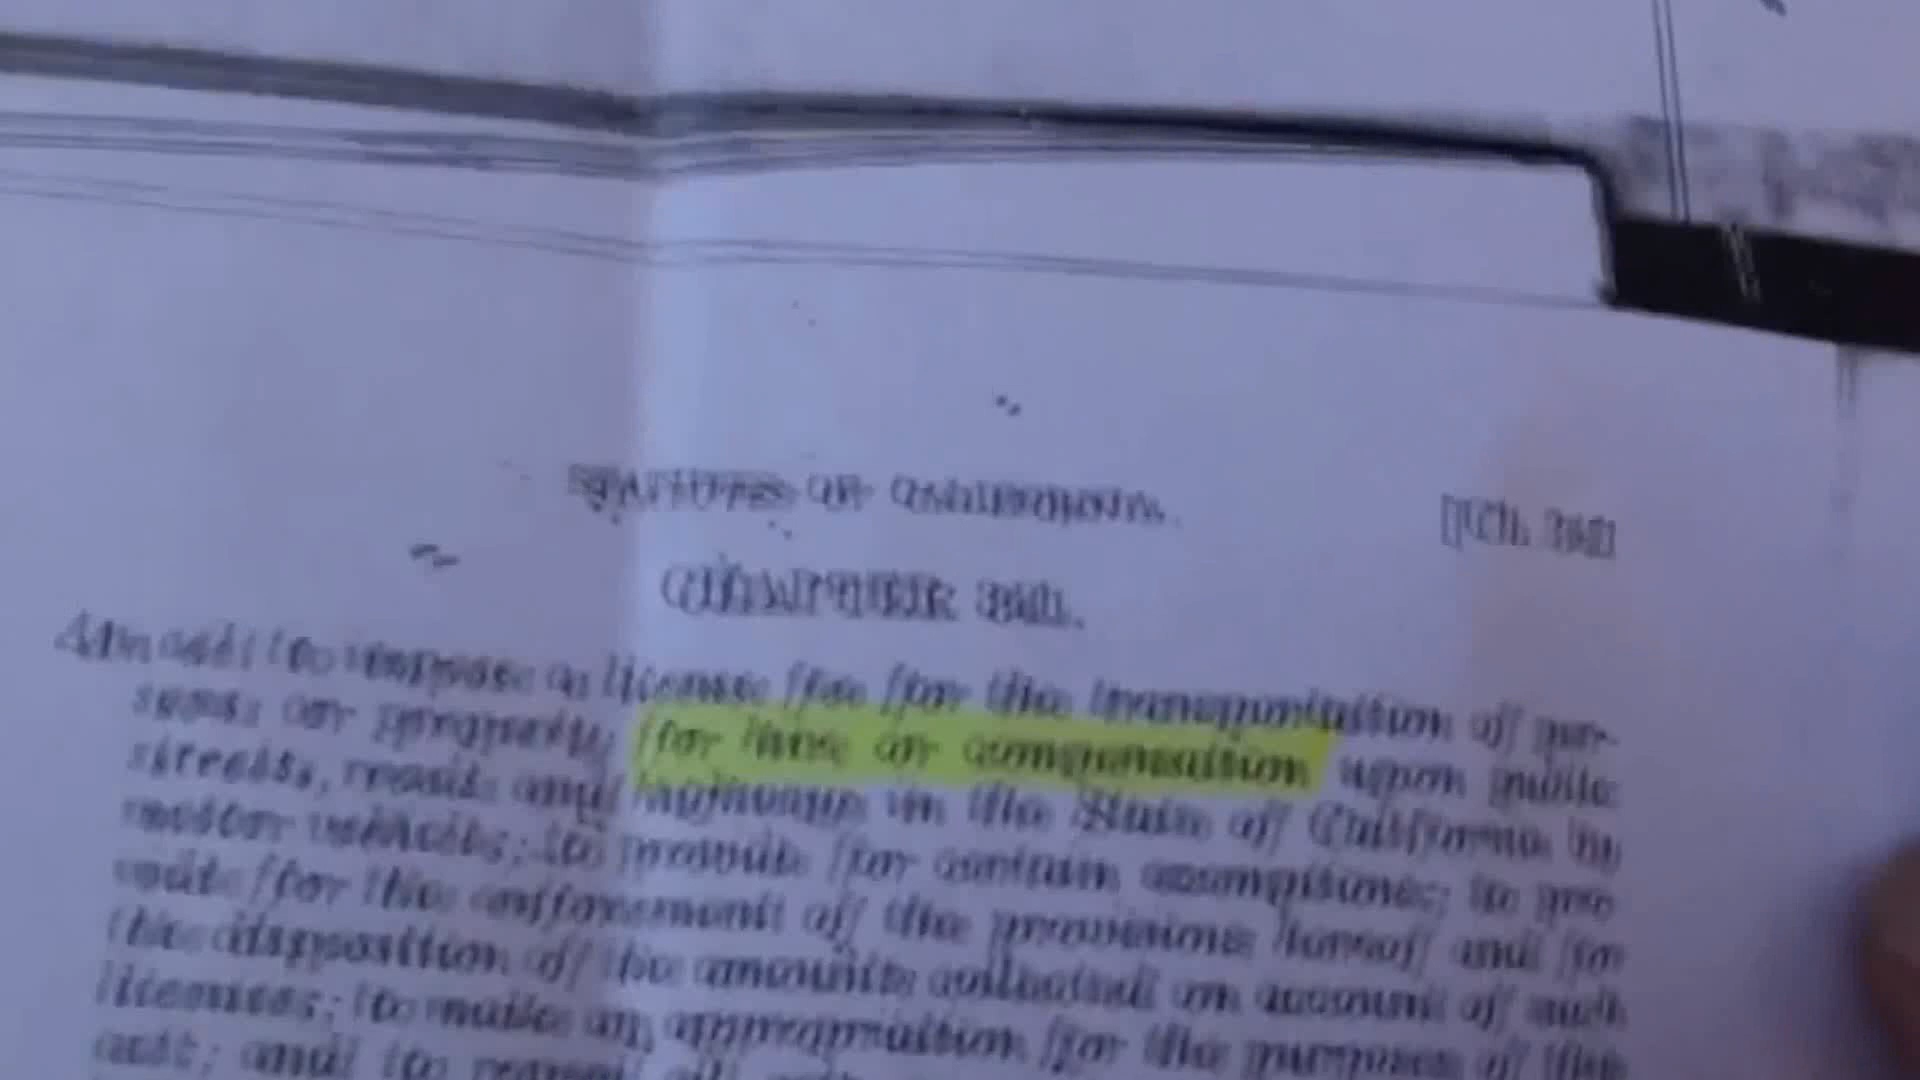 STATUTES OF CALIFORNIA. [Ch.
CHAPTER
An act to impose a license fee for the transportation of per-
sons or property for hire or compensation upon public
streets, roads and highways in the State of California by
motor vehicles; to provide for certain exemptions; to pro-
vide for the enforcement of the provisions hereof and for
the disposition of the amounts collected on account of such
licenses; to make an appropriation for the purpose of this
act; and to repeal all